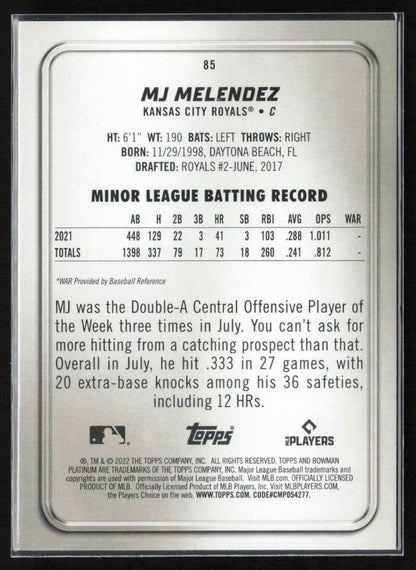 85
MJ MELENDEZ
KANSAS CITY ROYALS® • C
HT: 6'1" WT: 190 BATS: LEFT THROWS: RIGHT
BORN: 11/29/1998, DAYTONA BEACH, FL
DRAFTED: ROYALS #2-JUNE, 2017
MINOR LEAGUE BATTING RECORD
AB H 2B 3B HR SB RBI AVG OPS WAR
2021 448 129 22 3 41 3 103 .288 1.011 -
TOTALS 1398 337 79 17 73 18 260 .241 .812 -
*WAR Provided by Baseball Reference
MJ was the Double-A Central Offensive Player of
the Week three times in July. You can't ask for
more hitting from a catching prospect than that.
Overall in July, he hit .333 in 27 games, with
20 extra-base knocks among his 36 safeties,
including 12 HRs.
Topps
MLB PLAYERS
®, TM & © 2022 THE TOPPS COMPANY, INC. ALL RIGHTS RESERVED. TOPPS AND BOWMAN
PLATINUM ARE TRADEMARKS OF THE TOPPS COMPANY, INC. Major League Baseball trademarks and
copyrights are used with permission of Major League Baseball. Visit MLB.com. OFFICIALLY LICENSED
PRODUCT OF MLB. Officially Licensed Product of MLB Players, Inc. Visit MLBPLAYERS.COM,
the Players Choice on the web. WWW.TOPPS.COM. CODE#CMP054277.